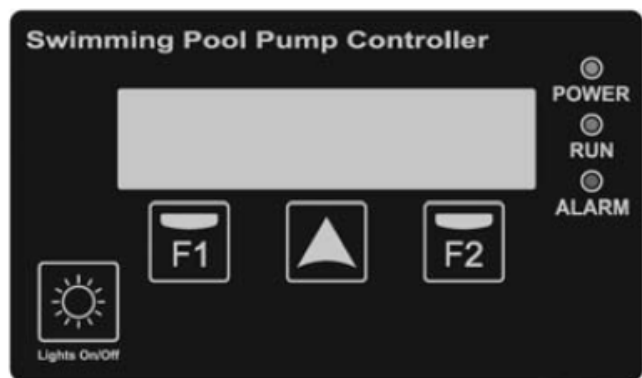 Swimming Pool Pump Controller
POWER
RUN
ALARM
F1
F2
Lights On/Off